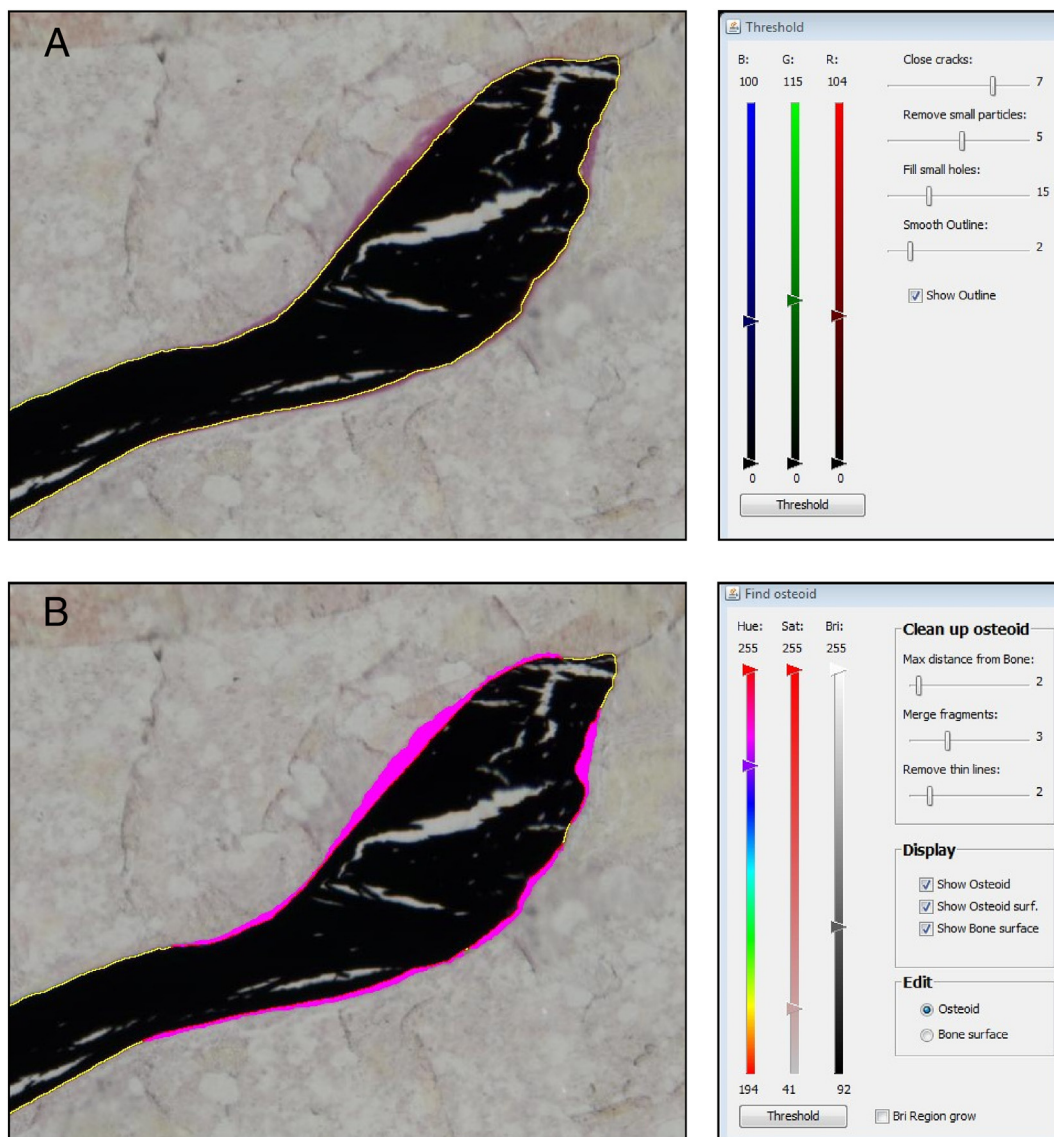 A
Threshold
B: G: R:
100 115 104
0 0 0
Threshold
Close cracks:
7
Remove small particles:
5
Fill small holes:
15
Smooth Outline:
2
Show Outline
B
Find osteoid
Hue: Sat: Bri:
255 255 255
194 41 92
Threshold
Clean up osteoid
Max distance from Bone:
2
Merge fragments:
3
Remove thin lines:
2
Display
Show Osteoid
Show Osteoid surf.
Show Bone surface
Edit
Osteoid
Bone surface
Bri Region grow